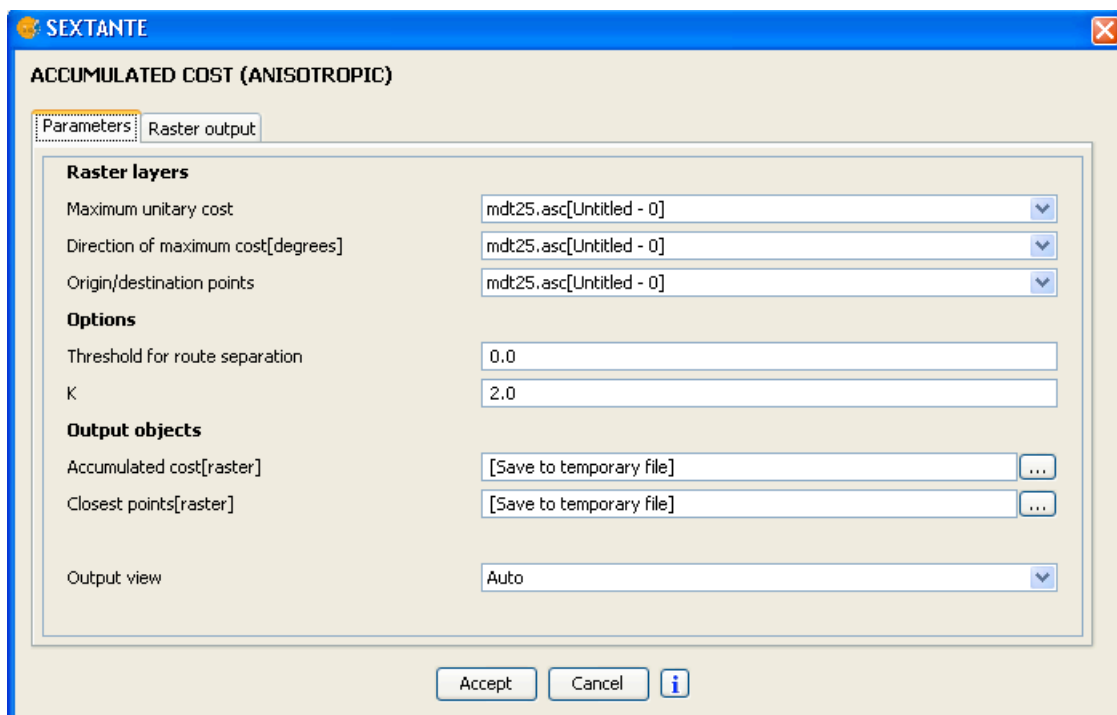 SEXTANTE
ACCUMULATED COST (ANISOTROPIC)
Parameters Raster output
Raster layers
Maximum unitary cost mdt25.asc[Untitled - 0]
Direction of maximum cost[degrees] mdt25.asc[Untitled - 0]
Origin/destination points mdt25.asc[Untitled - 0]
Options
Threshold for route separation 0.0
K 2.0
Output objects
Accumulated cost[raster] [Save to temporary file] ...
Closest points[raster] [Save to temporary file] ...
Output view Auto
Accept Cancel i